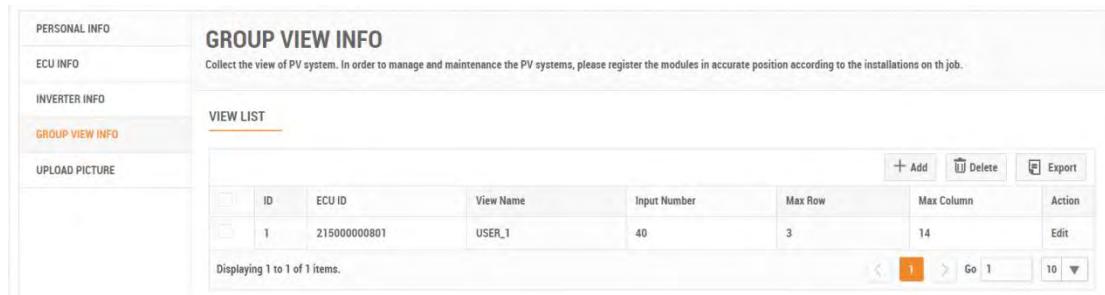 PERSONAL INFO
ECU INFO
INVERTER INFO
GROUP VIEW INFO
UPLOAD PICTURE
GROUP VIEW INFO
Collect the view of PV system. In order to manage and maintenance the PV systems, please register the modules in accurate position according to the installations on th job.
VIEW LIST
+ Add Delete Export
ID ECU ID View Name Input Number Max Row Max Column Action
1 215000000801 USER_1 40 3 14 Edit
Displaying 1 to 1 of 1 items. < 1 > Go 1 10 ▼